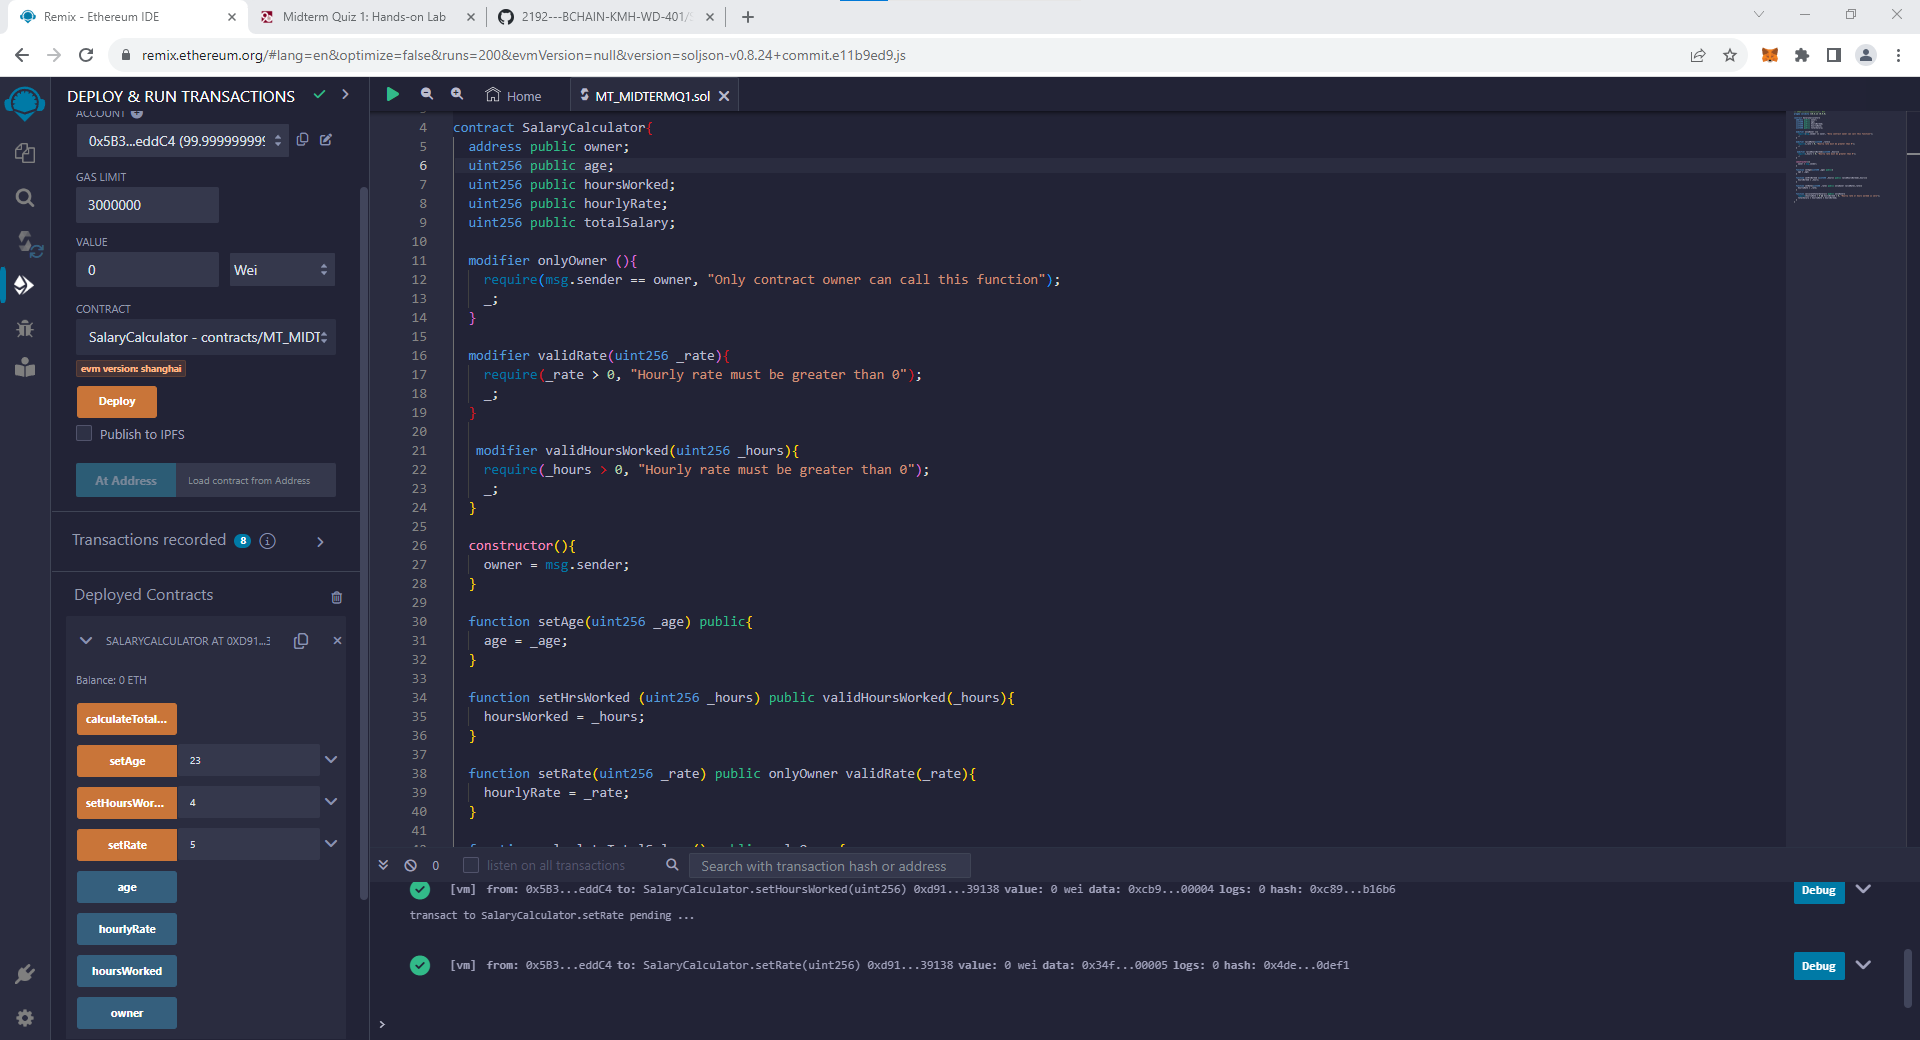 Remix - Ethereum IDE
Midterm Quiz 1: Hands-on Lab
2192---BCHAIN-KMH-WD-401/
remix.ethereum.org/#lang=en&optimize=false&runs=200&evmVersion=null&version=soljson-v0.8.24+commit.e11b9ed9.js
DEPLOY & RUN TRANSACTIONS
ACCOUNT
0x5B3...eddC4 (99.9999999999
GAS LIMIT
3000000
VALUE
0
Wei
CONTRACT
SalaryCalculator - contracts/MT_MIDT
evm version: shanghai
Deploy
Publish to IPFS
At Address
Load contract from Address
Transactions recorded 8 i
Deployed Contracts
SALARYCALCULATOR AT 0XD91...3
Balance: 0 ETH
calculateTotal...
setAge 23
setHoursWor... 4
setRate 5
age
hourlyRate
hoursWorked
owner
Home
MT_MIDTERMQ1.sol
4 contract SalaryCalculator{
5 address public owner;
6 uint256 public age;
7 uint256 public hoursWorked;
8 uint256 public hourlyRate;
9 uint256 public totalSalary;
10
11 modifier onlyOwner (){
12 require(msg.sender == owner, "Only contract owner can call this function");
13 _;
14 }
15
16 modifier validRate(uint256 _rate){
17 require(_rate > 0, "Hourly rate must be greater than 0");
18 _;
19 }
20
21 modifier validHoursWorked(uint256 _hours){
22 require(_hours > 0, "Hourly rate must be greater than 0");
23 _;
24 }
25
26 constructor(){
27 owner = msg.sender;
28 }
29
30 function setAge(uint256 _age) public{
31 age = _age;
32 }
33
34 function setHrsWorked (uint256 _hours) public validHoursWorked(_hours){
35 hoursWorked = _hours;
36 }
37
38 function setRate(uint256 _rate) public onlyOwner validRate(_rate){
39 hourlyRate = _rate;
40 }
41
0
listen on all transactions
Search with transaction hash or address
[vm] from: 0x5B3...eddC4 to: SalaryCalculator.setHoursWorked(uint256) 0xd91...39138 value: 0 wei data: 0xcb9...00004 logs: 0 hash: 0xc89...b16b6
Debug
transact to SalaryCalculator.setRate pending ...
[vm] from: 0x5B3...eddC4 to: SalaryCalculator.setRate(uint256) 0xd91...39138 value: 0 wei data: 0x34f...00005 logs: 0 hash: 0x4de...0def1
Debug
>